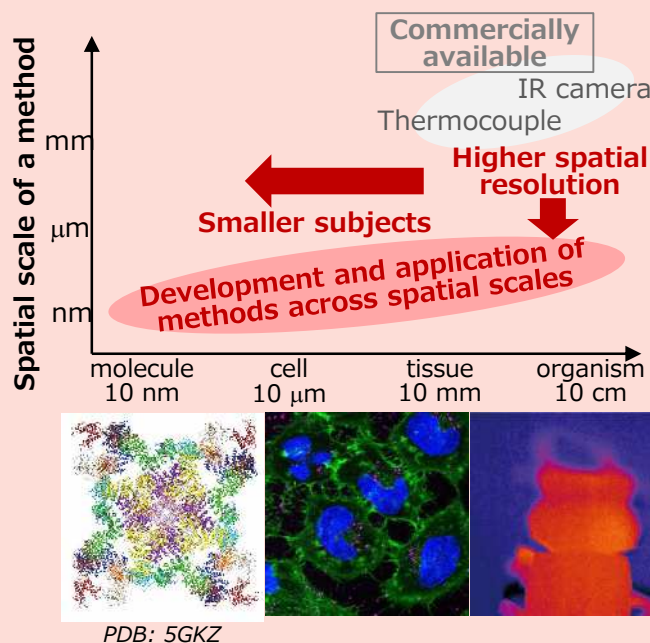 Commercially
available
IR camera
Thermocouple
Spatial scale of a method
mm
μm
nm
Higher spatial
resolution
Smaller subjects
Development and application of
methods across spatial scales
molecule
10 nm
cell
10 μm
tissue
10 mm
organism
10 cm
PDB: 5GKZ